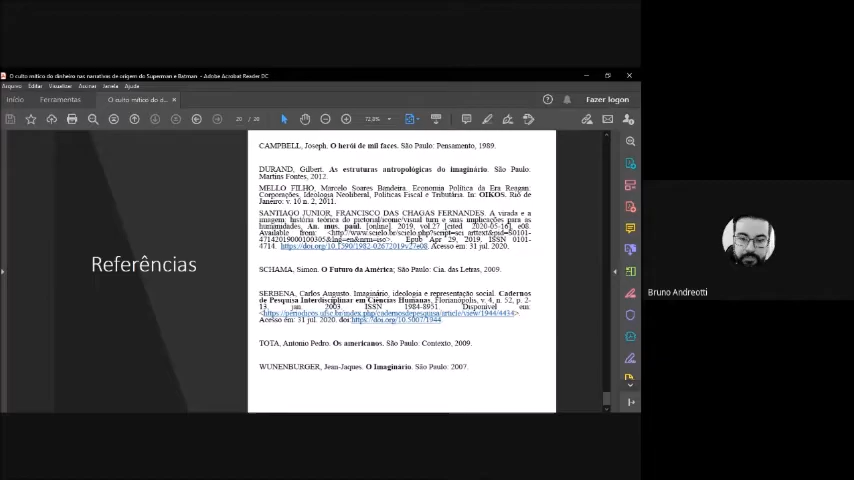 O culto mítico do dinheiro nas narrativas de origem do Superman e Batman - Adobe Acrobat Reader DC
Arquivo Editar Visualizar Assinar Janela Ajuda
Início Ferramentas O culto mítico do d... × Fazer logon
20 / 20 72,8%
Referências
CAMPBELL, Joseph. O herói de mil faces. São Paulo: Pensamento, 1989.
DURAND, Gilbert. As estruturas antropológicas do imaginário. São Paulo:
Martins Fontes, 2012.
MELLO FILHO, Marcelo Soares Bandeira. Economia Política da Era Reagan:
Corporações, Ideologia Neoliberal, Políticas Fiscal e Tributária. In: OIKOS. Rio de
Janeiro: v. 10 n. 2, 2011.
SANTIAGO JÚNIOR, FRANCISCO DAS CHAGAS FERNANDES. A virada e a
imagem: história teórica do pictorial/iconic/visual turn e suas implicações para as
humanidades. An. mus. paul. [online]. 2019, vol.27 [cited 2020-05-16], e08.
Available from: <http://www.scielo.br/scielo.php?script=sci_arttext&pid=S0101-
47142019000100305&lng=en&nrm=iso>. Epub Apr 29, 2019. ISSN 0101-
4714. https://doi.org/10.1590/1982-02672019v27e08. Acesso em: 31 jul. 2020.
SCHAMA, Simon. O Futuro da América; São Paulo: Cia. das Letras, 2009.
SERBENA, Carlos Augusto. Imaginário, ideologia e representação social. Cadernos
de Pesquisa Interdisciplinar em Ciências Humanas, Florianópolis, v. 4, n. 52, p. 2-
13, jan. 2003. ISSN 1984-8951. Disponível em:
<https://periodicos.ufsc.br/index.php/cadernosdepesquisa/article/view/1944/4434>.
Acesso em: 31 jul. 2020. doi:https://doi.org/10.5007/1944.
TOTA, Antonio Pedro. Os americanos. São Paulo: Contexto, 2009.
WUNENBURGER, Jean-Jaques. O Imaginário. São Paulo: 2007.
Bruno Andreotti